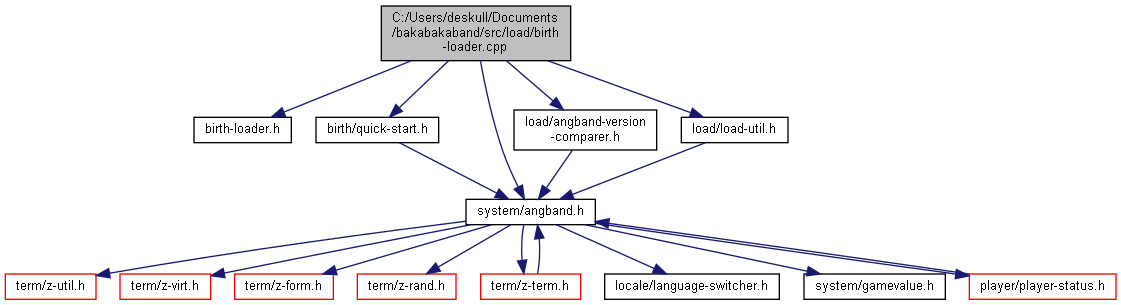 C:/Users/deskull/Documents
/bakabakaband/src/load/birth
-loader.cpp
birth-loader.h
birth/quick-start.h
load/angband-version
-comparer.h
load/load-util.h
system/angband.h
term/z-util.h
term/z-virt.h
term/z-form.h
term/z-rand.h
term/z-term.h
locale/language-switcher.h
system/gamevalue.h
player/player-status.h